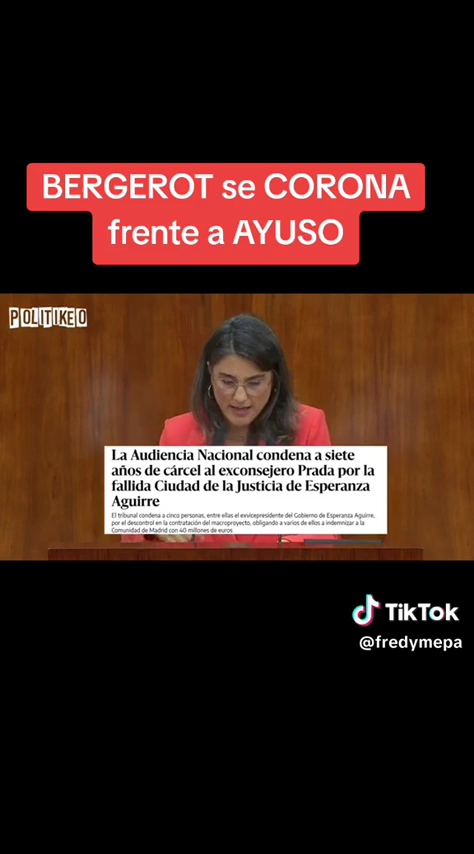 BERGEROT se CORONA
frente a AYUSO
POLITIKEO
La Audiencia Nacional condena a siete
años de cárcel al exconsejero Prada por la
fallida Ciudad de la Justicia de Esperanza
Aguirre
El tribunal condena a cinco personas, entre ellas el exvicepresidente del Gobierno de Esperanza Aguirre,
por el descontrol en la contratación del macroproyecto, obligando a varios de ellos a indemnizar a la
Comunidad de Madrid con 40 millones de euros
TikTok
@fredymepa